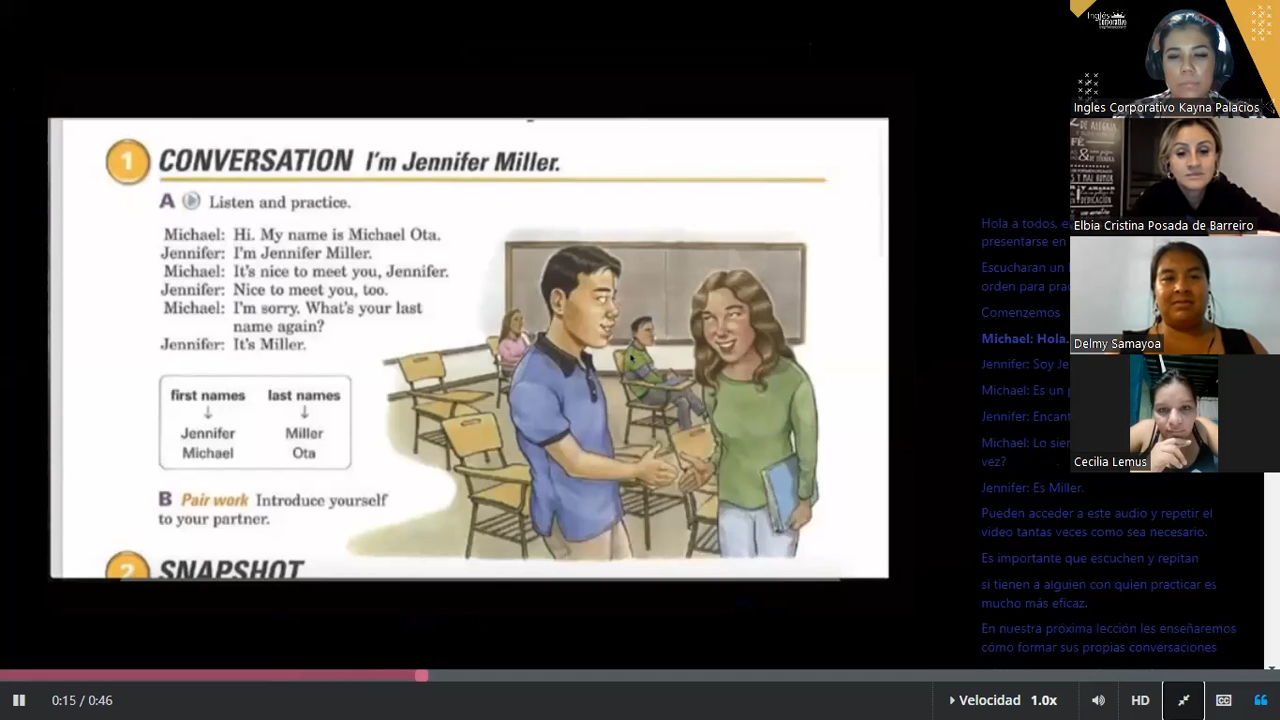 1 CONVERSATION I'm Jennifer Miller.
A Listen and practice.
Michael: Hi. My name is Michael Ota.
Jennifer: I'm Jennifer Miller.
Michael: It's nice to meet you, Jennifer.
Jennifer: Nice to meet you, too.
Michael: I'm sorry. What's your last
name again?
Jennifer: It's Miller.
first names last names
↓ ↓
Jennifer Miller
Michael Ota
B Pair work Introduce yourself
to your partner.
2 SNAPSHOT
Hola a todos,
presentarse en
Escucharan un
orden para
Comenzemos
Michael: Hola.
Jennifer: Soy
Michael: Es un
Jennifer:
Michael: Lo
vez?
Jennifer: Es Miller.
Pueden acceder a este audio y repetir el
video tantas veces como sea necesario.
Es importante que escuchen y repitan
si tienen a alguien con quien practicar es
mucho más eficaz.
En nuestra próxima lección les enseñaremos
cómo formar sus propias conversaciones
Inglés
Corporativo
Ingles Corporativo Kayna Palacios
DE ALEGRIA
DEDICACIÓN
Elbia Cristina Posada de Barreiro
Delmy Samayoa
Cecilia Lemus
0:15 / 0:46
Velocidad 1.0x
HD
CC